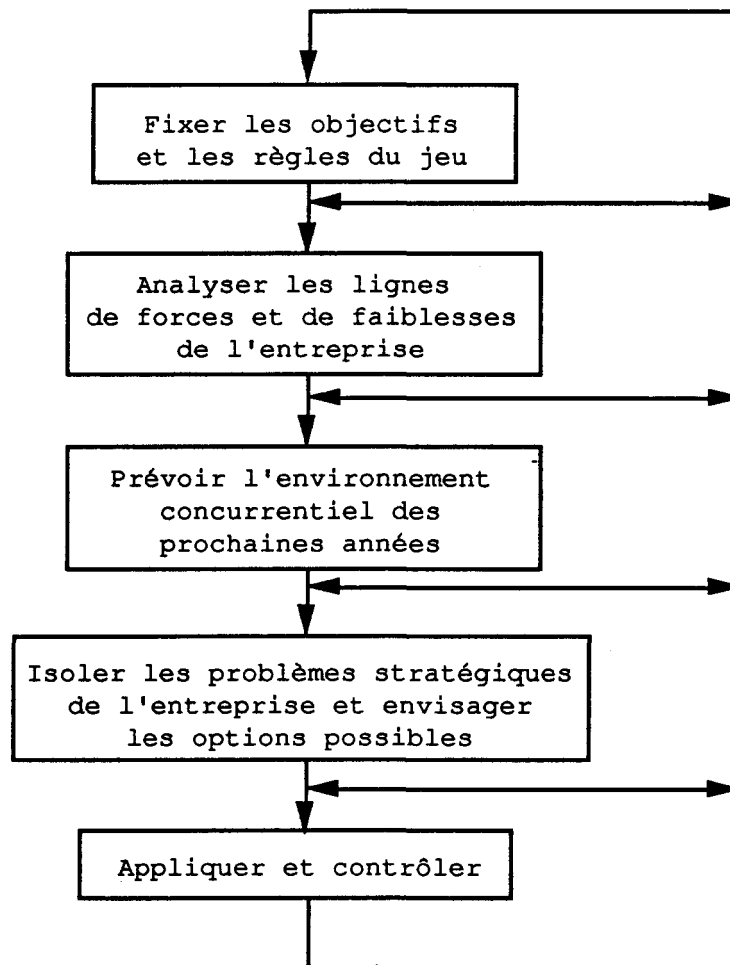 Fixer les objectifs
et les règles du jeu
Analyser les lignes
de forces et de faiblesses
de l'entreprise
Prévoir l'environnement
concurrentiel des
prochaines années
Isoler les problèmes stratégiques
de l'entreprise et envisager
les options possibles
Appliquer et contrôler